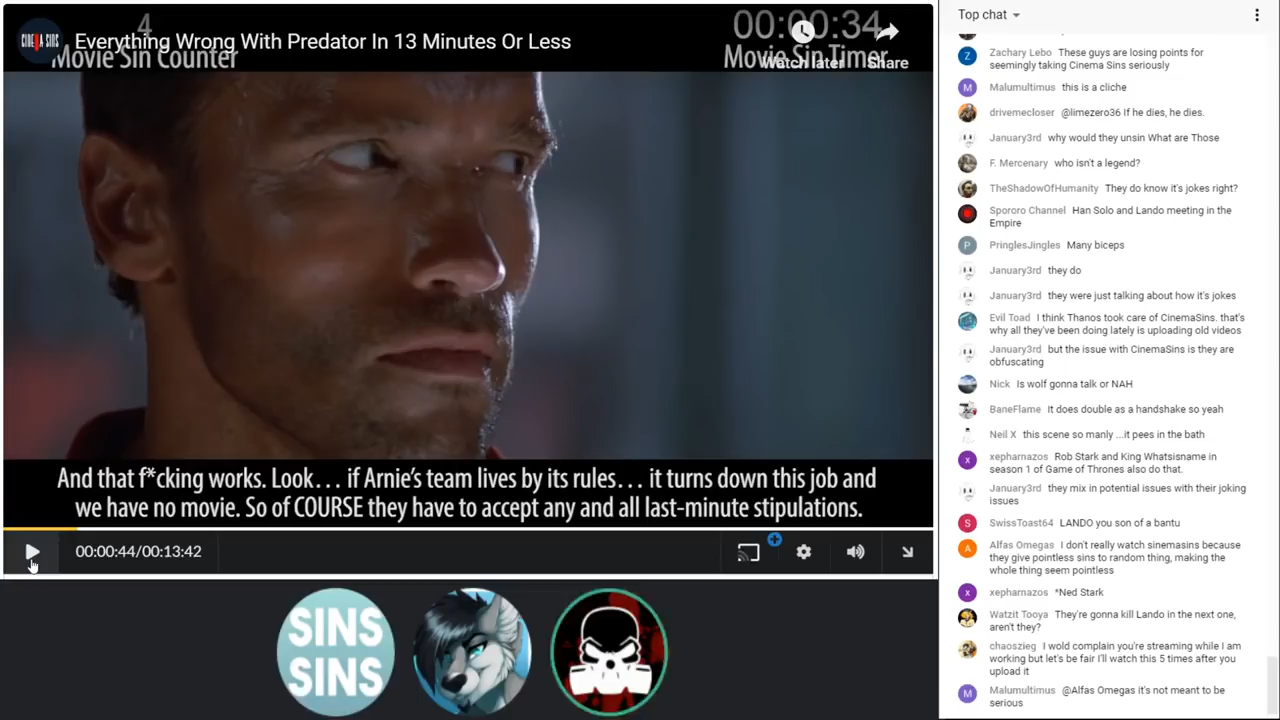 4
00:00:34
CINEMA SINS
Everything Wrong With Predator In 13 Minutes Or Less
Movie Sin Counter
Movie Sin Timer
Watch later
Share
And that f*cking works. Look… if Arnie’s team lives by its rules… it turns down this job and
we have no movie. So of COURSE they have to accept any and all last-minute stipulations.
00:00:44/00:13:42
SINS
SINS
Top chat
Z Zachary Lebo These guys are losing points for
seemingly taking Cinema Sins seriously
M Malumultimus this is a cliche
drivemecloser @limezero36 If he dies, he dies.
January3rd why would they unsin What are Those
F. Mercenary who isn't a legend?
TheShadowOfHumanity They do know it's jokes right?
Spororo Channel Han Solo and Lando meeting in the
Empire
P PringlesJingles Many biceps
January3rd they do
January3rd they were just talking about how it's jokes
Evil Toad I think Thanos took care of CinemaSins. that's
why all they've been doing lately is uploading old videos
January3rd but the issue with CinemaSins is they are
obfuscating
Nick Is wolf gonna talk or NAH
BaneFlame It does double as a handshake so yeah
Neil X this scene so manly ...it pees in the bath
x xepharnazos Rob Stark and King Whatsisname in
season 1 of Game of Thrones also do that.
January3rd they mix in potential issues with their joking
issues
S SwissToast64 LANDO you son of a bantu
A Alfas Omegas I don't really watch sinemasins because
they give pointless sins to random thing, making the
whole thing seem pointless
x xepharnazos *Ned Stark
Watzit Tooya They're gonna kill Lando in the next one,
aren't they?
chaoszieg I wold complain you're streaming while I am
working but let's be fair I'll watch this 5 times after you
upload it
M Malumultimus @Alfas Omegas it's not meant to be
serious